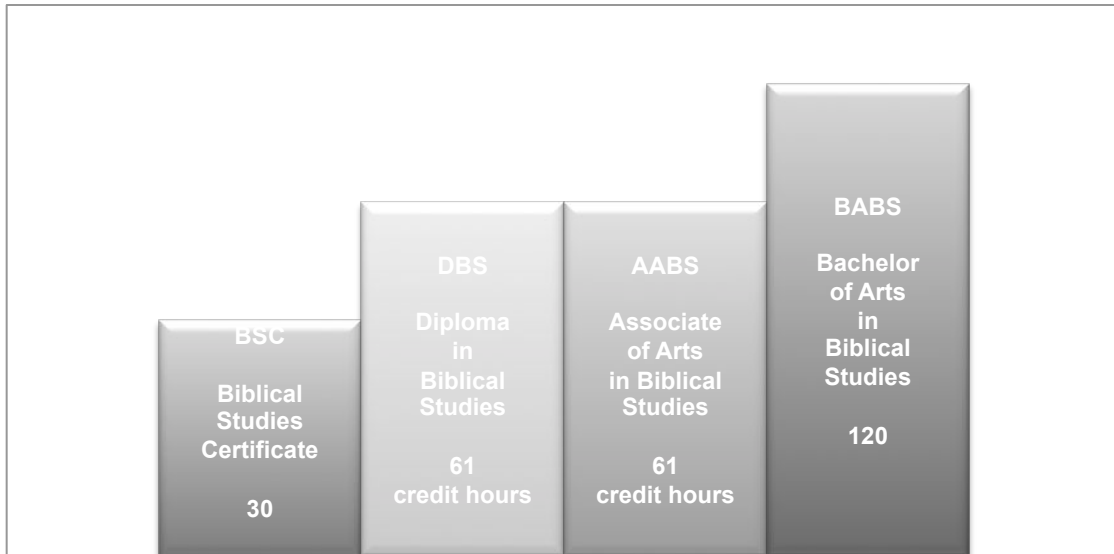 BSC
Biblical
Studies
Certificate
30
DBS
Diploma
in
Biblical
Studies
61
credit hours
AABS
Associate
of Arts
in Biblical
Studies
61
credit hours
BABS
Bachelor
of Arts
in
Biblical
Studies
120